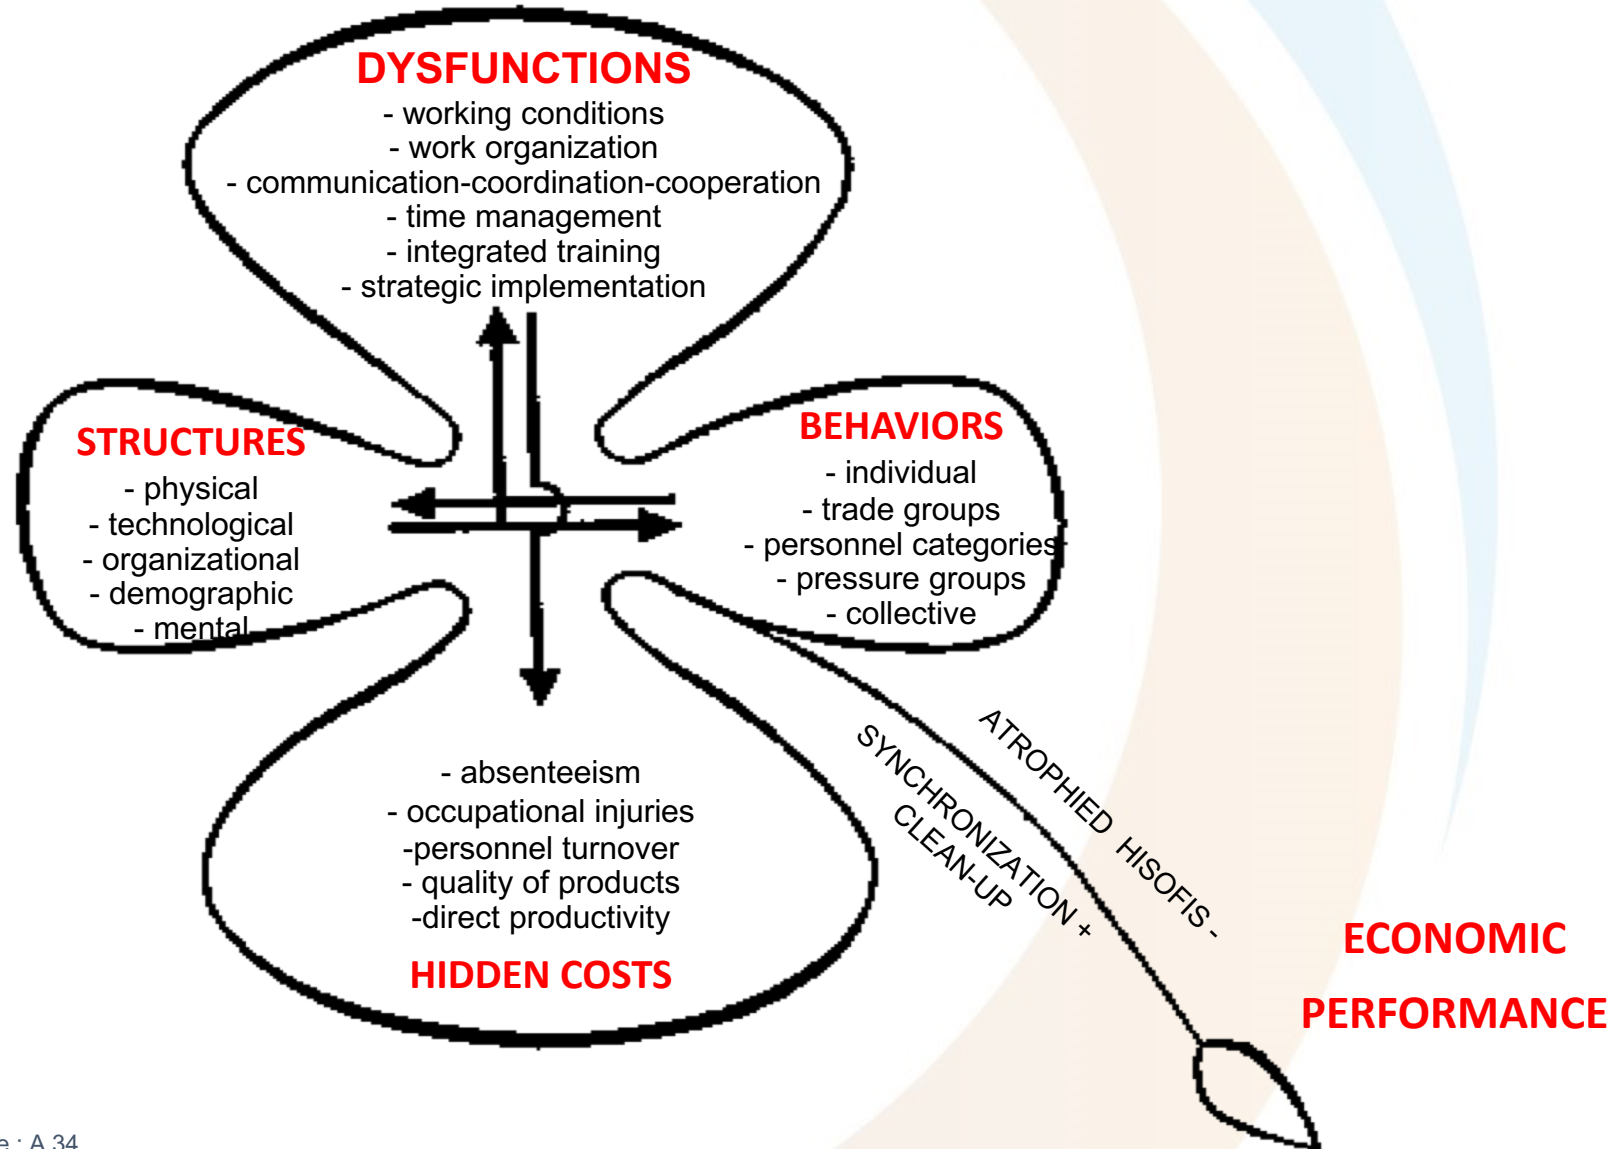 DYSFUNCTIONS
- working conditions
- work organization
- communication-coordination-cooperation
- time management
- integrated training
- strategic implementation
STRUCTURES
- physical
- technological
- organizational
- demographic
- mental
BEHAVIORS
- individual
- trade groups
- personnel categories
- pressure groups
- collective
- absenteeism
- occupational injuries
-personnel turnover
- quality of products
-direct productivity
HIDDEN COSTS
ATROPHIED HISOFIS -
SYNCHRONIZATION +
CLEAN-UP
ECONOMIC
PERFORMANCE
: A 34